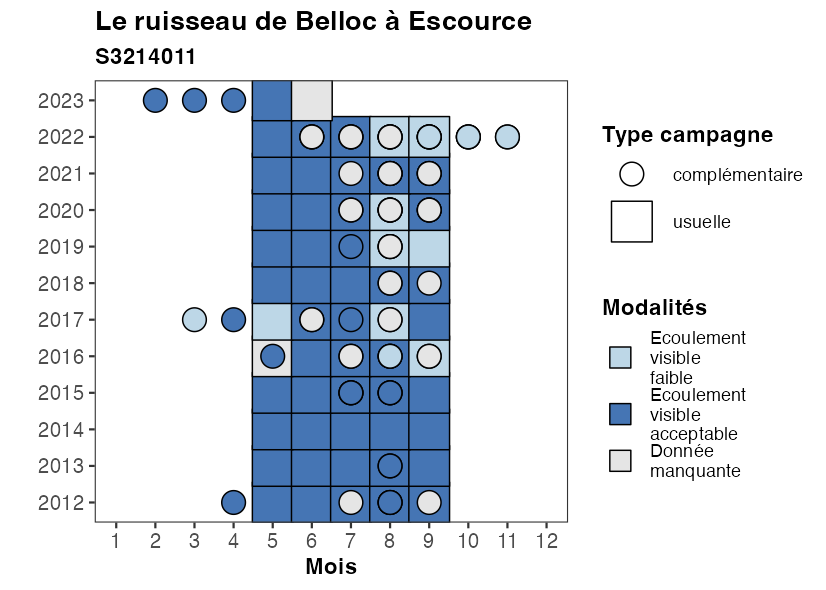 Le ruisseau de Belloc à Escource
S3214011
2023
2022
2021
2020
2019
2018
2017
2016
2015
2014
2013
2012
1 2 3 4 5 6 7 8 9 10 11 12
Mois
Type campagne
complémentaire
usuelle
Modalités
Ecoulement
visible
faible
Ecoulement
visible
acceptable
Donnée
manquante